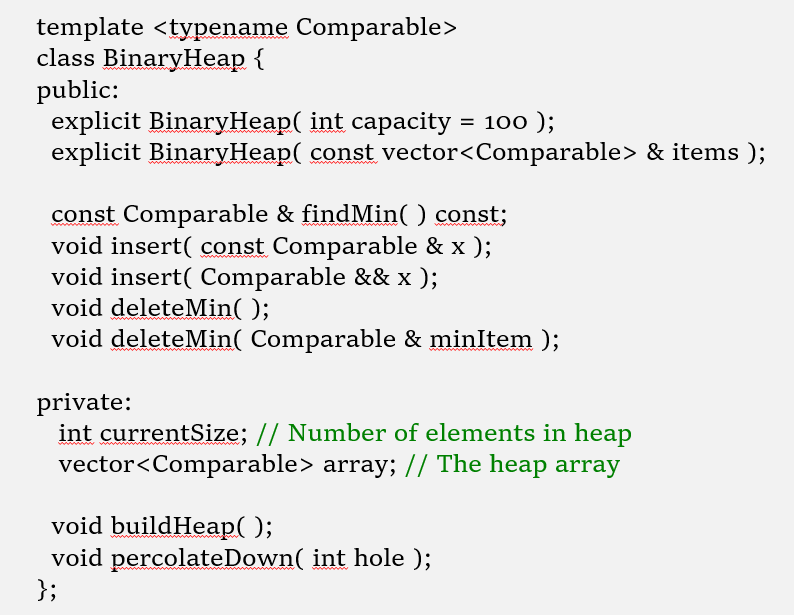 template <typename Comparable>
class BinaryHeap {
public:
explicit BinaryHeap( int capacity = 100 );
explicit BinaryHeap( const vector<Comparable> & items );
const Comparable & findMin( ) const;
void insert( const Comparable & x );
void insert( Comparable && x );
void deleteMin( );
void deleteMin( Comparable & minItem );
private:
int currentSize; // Number of elements in heap
vector<Comparable> array; // The heap array
void buildHeap( );
void percolateDown( int hole );
};